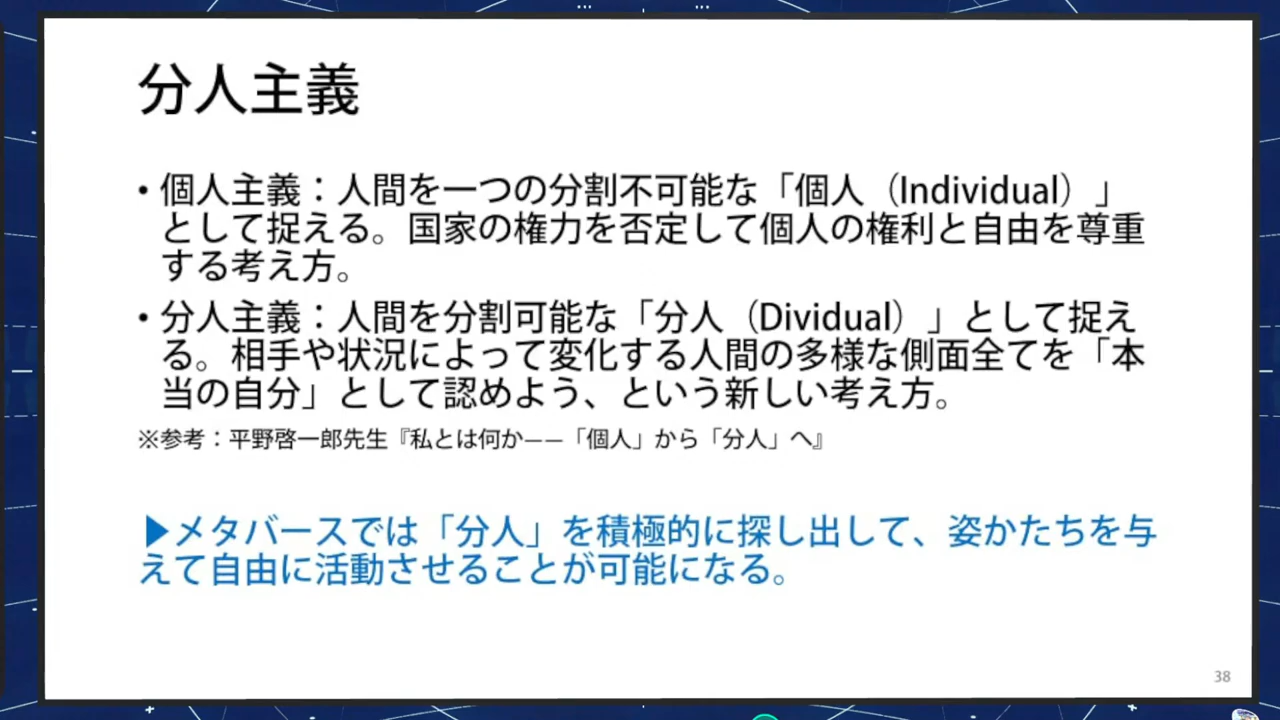 分人主義
• 個人主義：人間を一つの分割不可能な「個人（Individual）」
として捉える。国家の権力を否定して個人の権利と自由を尊重
する考え方。
• 分人主義：人間を分割可能な「分人（Dividual）」として捉え
る。相手や状況によって変化する人間の多様な側面全てを「本
当の自分」として認めよう、という新しい考え方。
※参考：平野啓一郎先生『私とは何か——「個人」から「分人」へ』
▶メタバースでは「分人」を積極的に探し出して、姿かたちを与
えて自由に活動させることが可能になる。
38